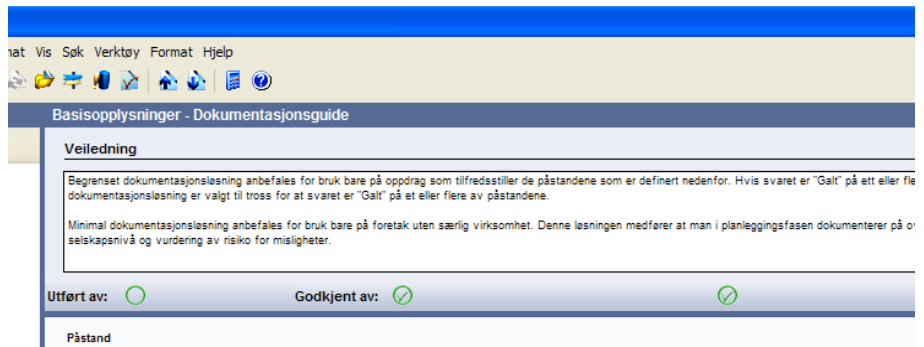 Vis Søk Verktøy Format Hjelp
Basisopplysninger - Dokumentasjonsguide
Veiledning
Begrenset dokumentasjonsløsning anbefales for bruk bare på oppdrag som tilfredsstiller de påstandene som er definert nedenfor. Hvis svaret er "Galt" på ett eller
dokumentasjonsløsning er valgt til tross for at svaret er "Galt" på et eller flere av påstandene.
Minimal dokumentasjonsløsning anbefales for bruk bare på foretak uten særlig virksomhet. Denne løsningen medfører at man i planleggingsfasen dokumenterer på
selskapsnivå og vurdering av risiko for misligheter.
Utført av: Godkjent av:
Påstand